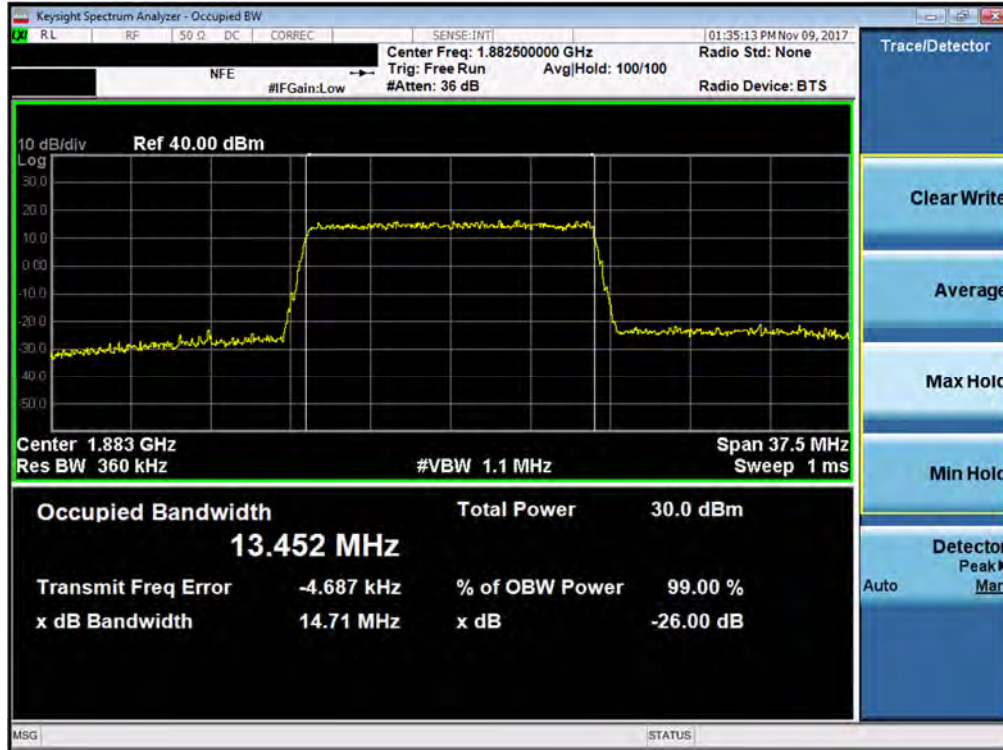 Keysight Spectrum Analyzer - Occupied BW
LXI RL RF 50 Ω DC CORREC SENSE:INT 01:35:13 PM Nov 09, 2017
Center Freq: 1.882500000 GHz Radio Std: None
NFE Trig: Free Run Avg|Hold: 100/100
#IFGain:Low #Atten: 36 dB Radio Device: BTS
Trace/Detector
10 dB/div Ref 40.00 dBm
Log
30.0
20.0
10.0
0.00
-10.0
-20.0
-30.0
-40.0
-50.0
Center 1.883 GHz Span 37.5 MHz
Res BW 360 kHz #VBW 1.1 MHz Sweep 1 ms
Occupied Bandwidth Total Power 30.0 dBm
13.452 MHz
Transmit Freq Error -4.687 kHz % of OBW Power 99.00 %
x dB Bandwidth 14.71 MHz x dB -26.00 dB
Clear Write
Average
Max Hold
Min Hold
Detector
Peak▶
Auto Man
MSG STATUS